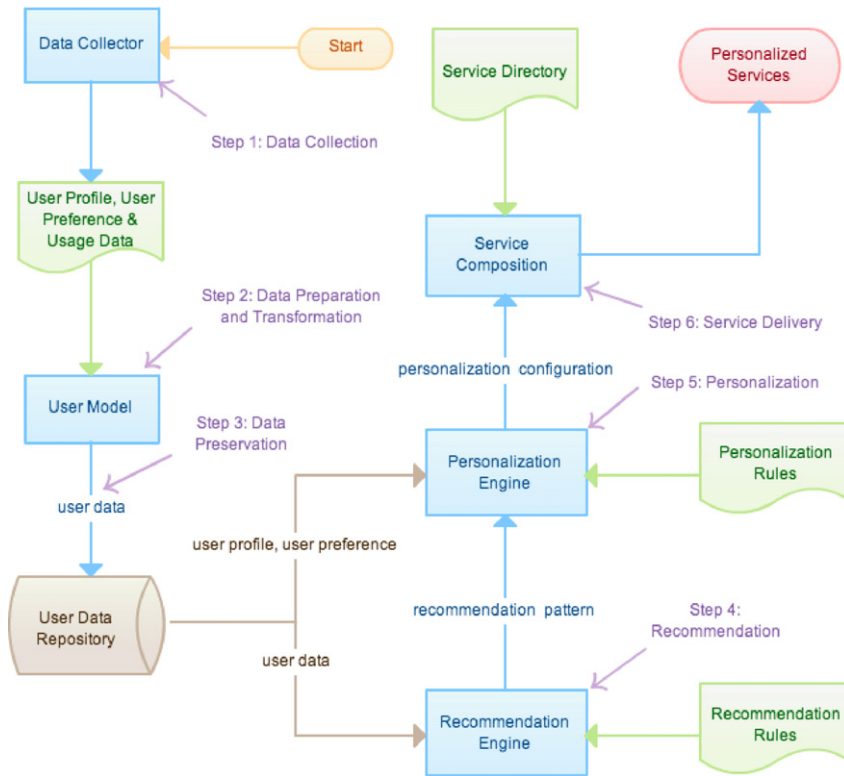 Data Collector
Start
Service Directory
Personalized
Services
Step 1: Data Collection
User Profile, User
Preference &
Usage Data
Service
Composition
Step 2: Data Preparation
and Transformation
Step 6: Service Delivery
personalization configuration
Step 5: Personalization
User Model
Step 3: Data
Preservation
user data
Personalization
Engine
Personalization
Rules
user profile, user preference
User Data
Repository
recommendation pattern
Step 4:
Recommendation
user data
Recommendation
Engine
Recommendation
Rules